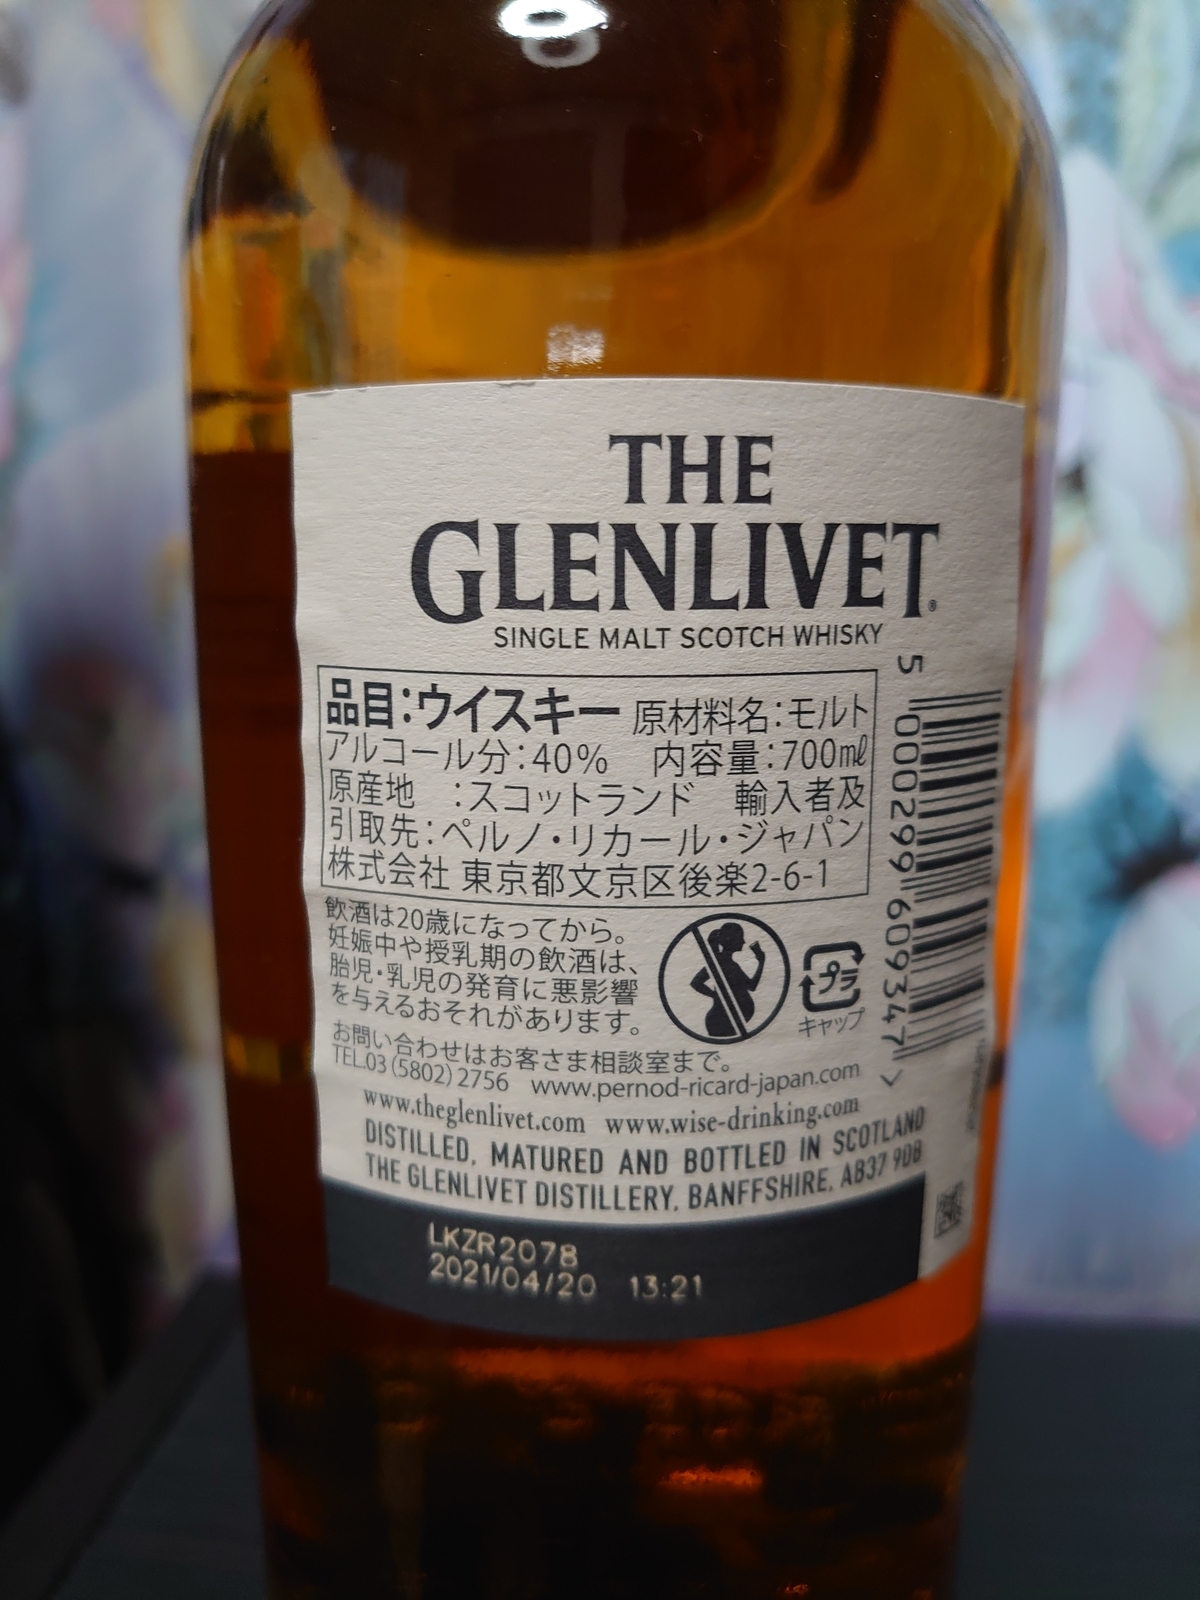 THE
GLENLIVET®
SINGLE MALT SCOTCH WHISKY
品目:ウイスキー 原材料名:モルト
アルコール分:40% 内容量:700㎖
原産地 :スコットランド 輸入者及
引取先:ペルノ・リカール・ジャパン
株式会社 東京都文京区後楽2-6-1
飲酒は20歳になってから。
妊娠中や授乳期の飲酒は、
胎児・乳児の発育に悪影響
を与えるおそれがあります。
プラ
キャップ
お問い合わせはお客さま相談室まで。
TEL.03 (5802) 2756 www.pernod-ricard-japan.com
www.theglenlivet.com www.wise-drinking.com
DISTILLED, MATURED AND BOTTLED IN SCOTLAND
THE GLENLIVET DISTILLERY, BANFFSHIRE, AB37 9DB
LKZR2078
2021/04/20 13:21
5 000299 609347 >